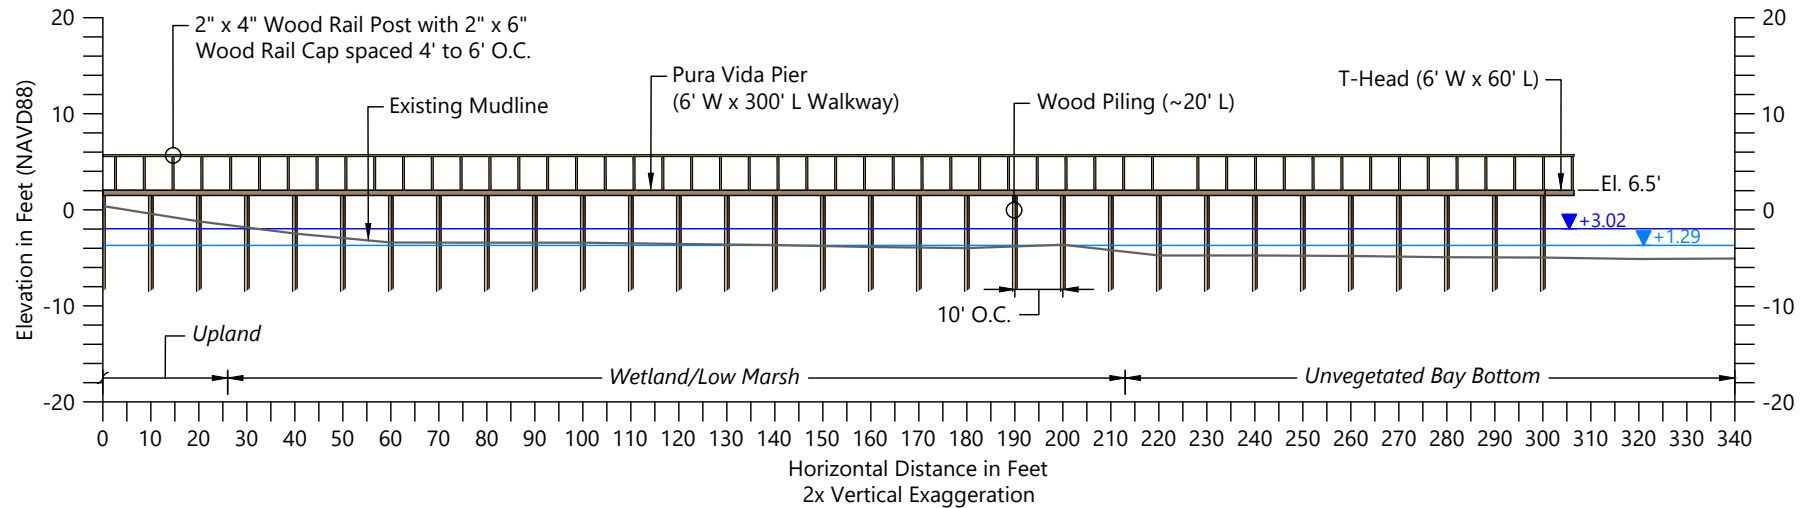 20
10
0
-10
-20
Elevation in Feet (NAVD88)
2" x 4" Wood Rail Post with 2" x 6"
Wood Rail Cap spaced 4' to 6' O.C.
Existing Mudline
Pura Vida Pier
(6' W x 300' L Walkway)
Wood Piling (~20' L)
T-Head (6' W x 60' L)
20
10
0
-10
-20
El. 6.5'
+3.02
+1.29
10' O.C.
Upland
Wetland/Low Marsh
Unvegetated Bay Bottom
0 10 20 30 40 50 60 70 80 90 100 110 120 130 140 150 160 170 180 190 200 210 220 230 240 250 260 270 280 290 300 310 320 330 340
Horizontal Distance in Feet
2x Vertical Exaggeration